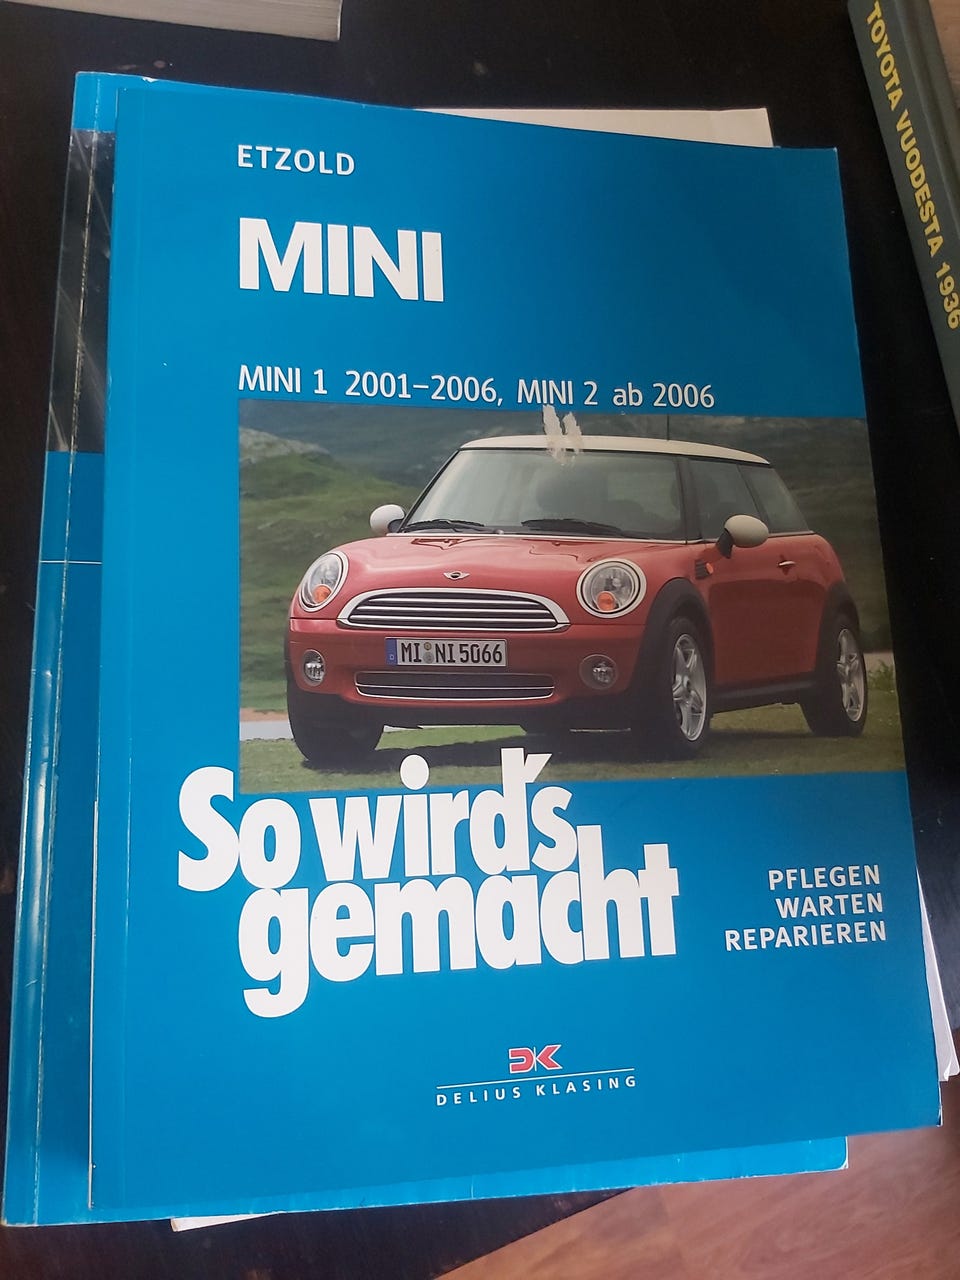 ETZOLD
MINI
MINI 1 2001-2006, MINI 2 ab 2006
MI NI 5066
So wird's
gemacht
PFLEGEN
WARTEN
REPARIEREN
DELIUS KLASING
TOYOTA VUODESTA 1936